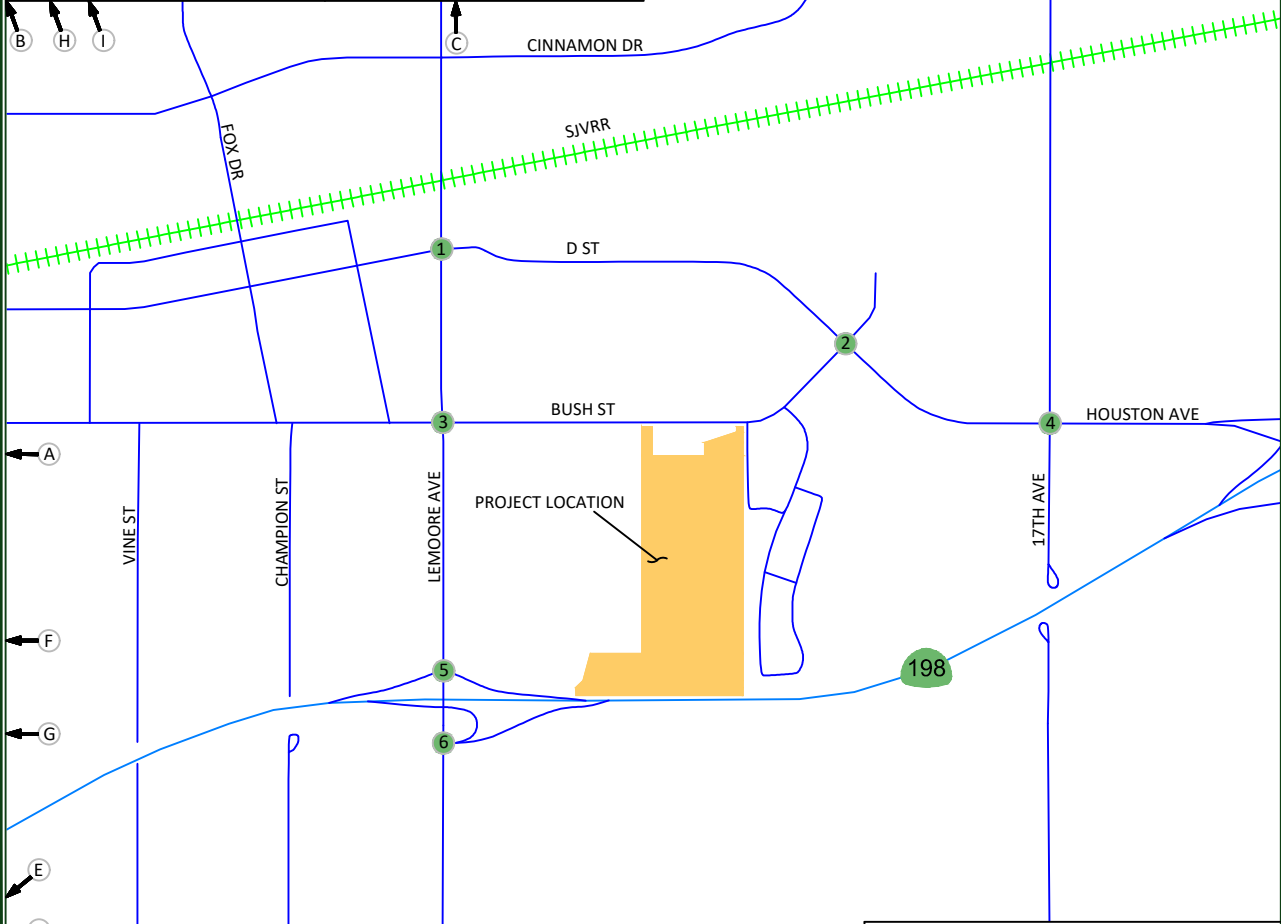 B
H
I
C
CINNAMON DR
SJVRR
FOX DR
1
D ST
2
3
BUSH ST
4
HOUSTON AVE
A
PROJECT LOCATION
VINE ST
CHAMPION ST
LEMOORE AVE
17TH AVE
F
5
198
G
6
E